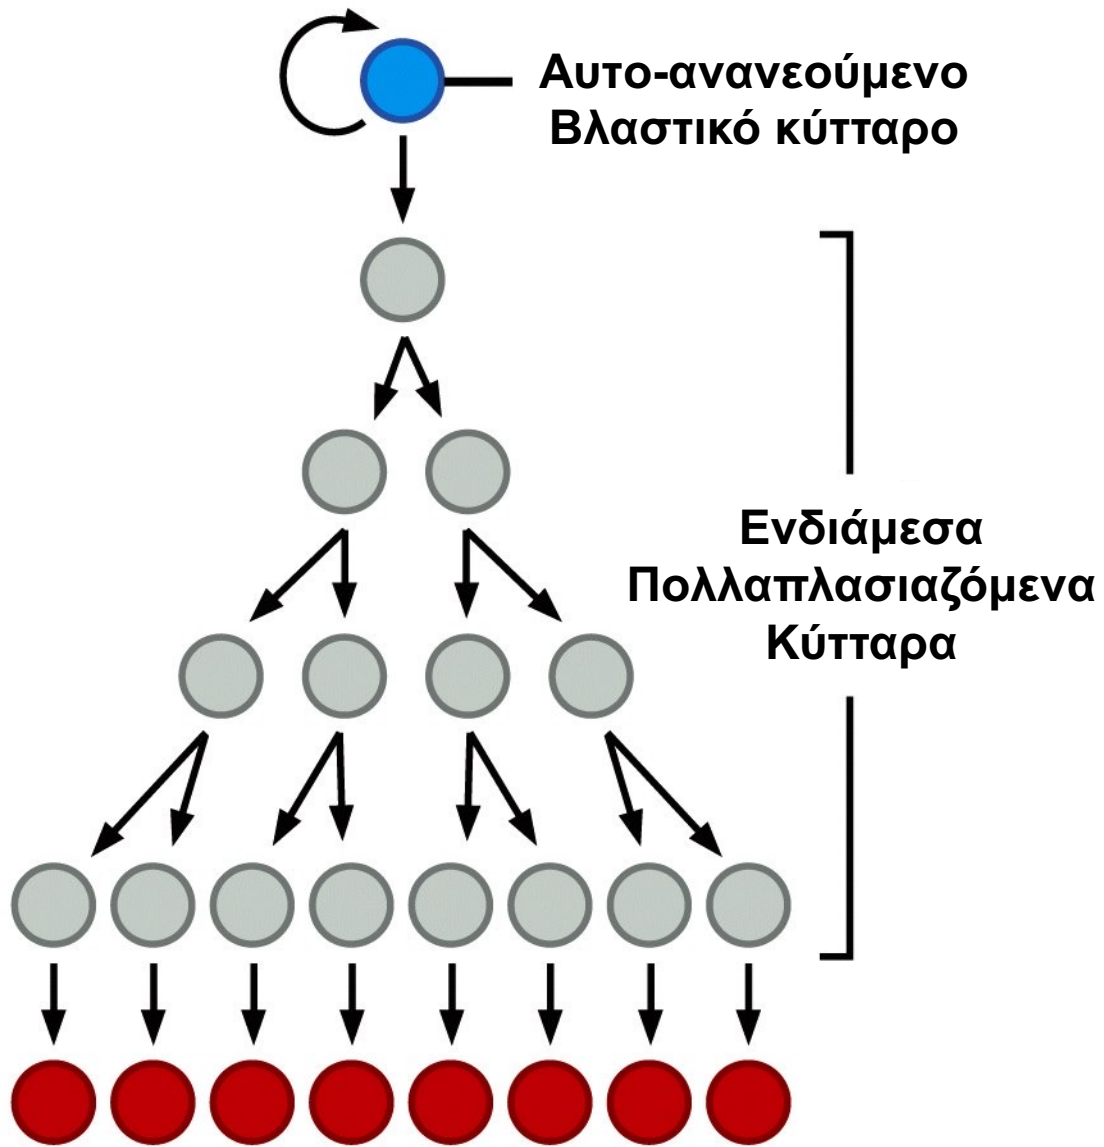 Αυτο-ανανεούμενο
Βλαστικό κύτταρο
Ενδιάμεσα
Πολλαπλασιαζόμενα
Κύτταρα